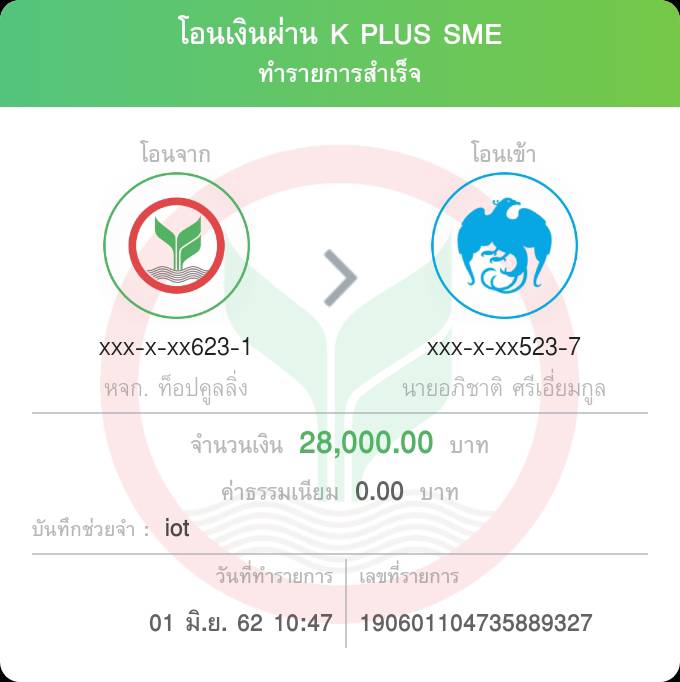 โอนเงินผ่าน K PLUS SME
ทำรายการสำเร็จ
โอนจาก
โอนเข้า
xxx-x-xx623-1
xxx-x-xx523-7
หจก. ท็อปคูลลิ่ง
นายอภิชาติ ศรีเอี่ยมกูล
จำนวนเงิน 28,000.00 บาท
ค่าธรรมเนียม 0.00 บาท
บันทึกช่วยจำ : iot
วันที่ทำรายการ
เลขที่รายการ
01 มิ.ย. 62 10:47
190601104735889327